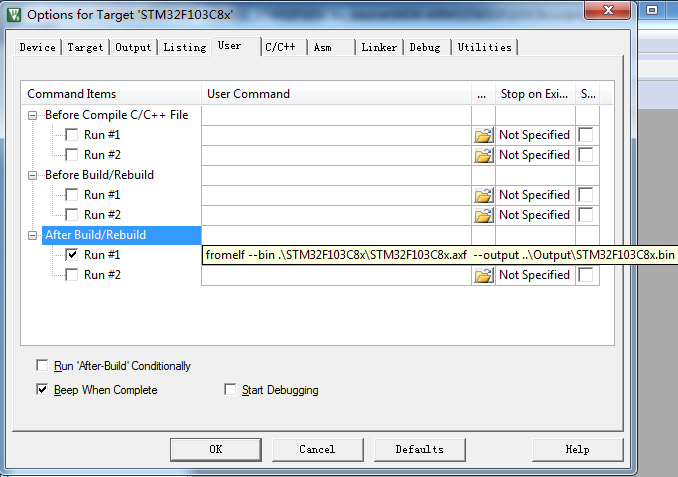 Options for Target 'STM32F103C8x'
Device Target Output Listing User C/C++ Asm Linker Debug Utilities
Command Items User Command ... Stop on Exi... S...
Before Compile C/C++ File
Run #1 Not Specified
Run #2 Not Specified
Before Build/Rebuild
Run #1 Not Specified
Run #2 Not Specified
After Build/Rebuild
Run #1 fromelf --bin .\STM32F103C8x\STM32F103C8x.axf --output ..\Output\STM32F103C8x.bin
Run #2 Not Specified
Run 'After-Build' Conditionally
Beep When Complete Start Debugging
OK Cancel Defaults Help